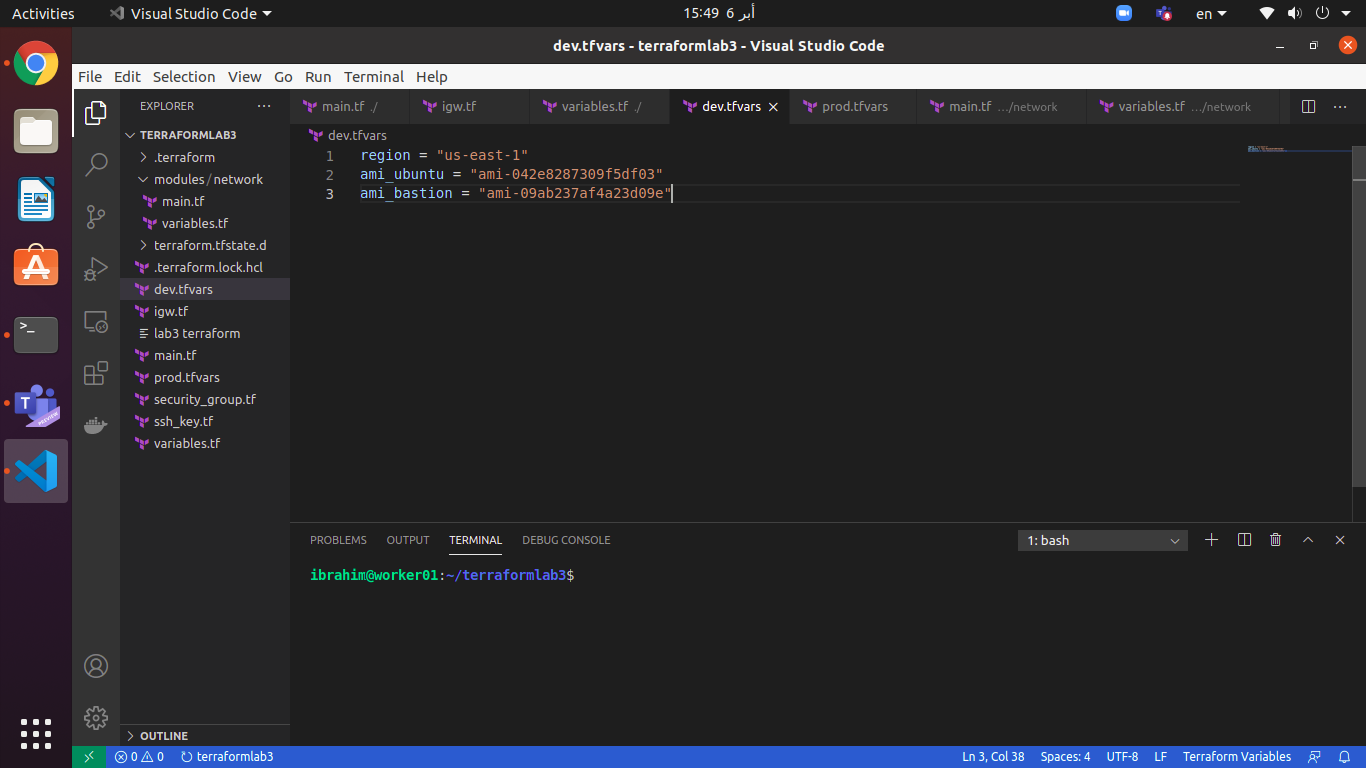 Activities
Visual Studio Code
15:49 6 أبر
en
dev.tfvars - terraformlab3 - Visual Studio Code
File Edit Selection View Go Run Terminal Help
EXPLORER
main.tf ./
igw.tf
variables.tf ./
dev.tfvars
prod.tfvars
main.tf .../network
variables.tf .../network
TERRAFORMLAB3
.terraform
modules/network
main.tf
variables.tf
terraform.tfstate.d
.terraform.lock.hcl
dev.tfvars
igw.tf
lab3 terraform
main.tf
prod.tfvars
security_group.tf
ssh_key.tf
variables.tf
OUTLINE
dev.tfvars
1 region = "us-east-1"
2 ami_ubuntu = "ami-042e8287309f5df03"
3 ami_bastion = "ami-09ab237af4a23d09e"
PROBLEMS OUTPUT TERMINAL DEBUG CONSOLE
1: bash
ibrahim@worker01:~/terraformlab3$
0 0 terraformlab3
Ln 3, Col 38 Spaces: 4 UTF-8 LF Terraform Variables